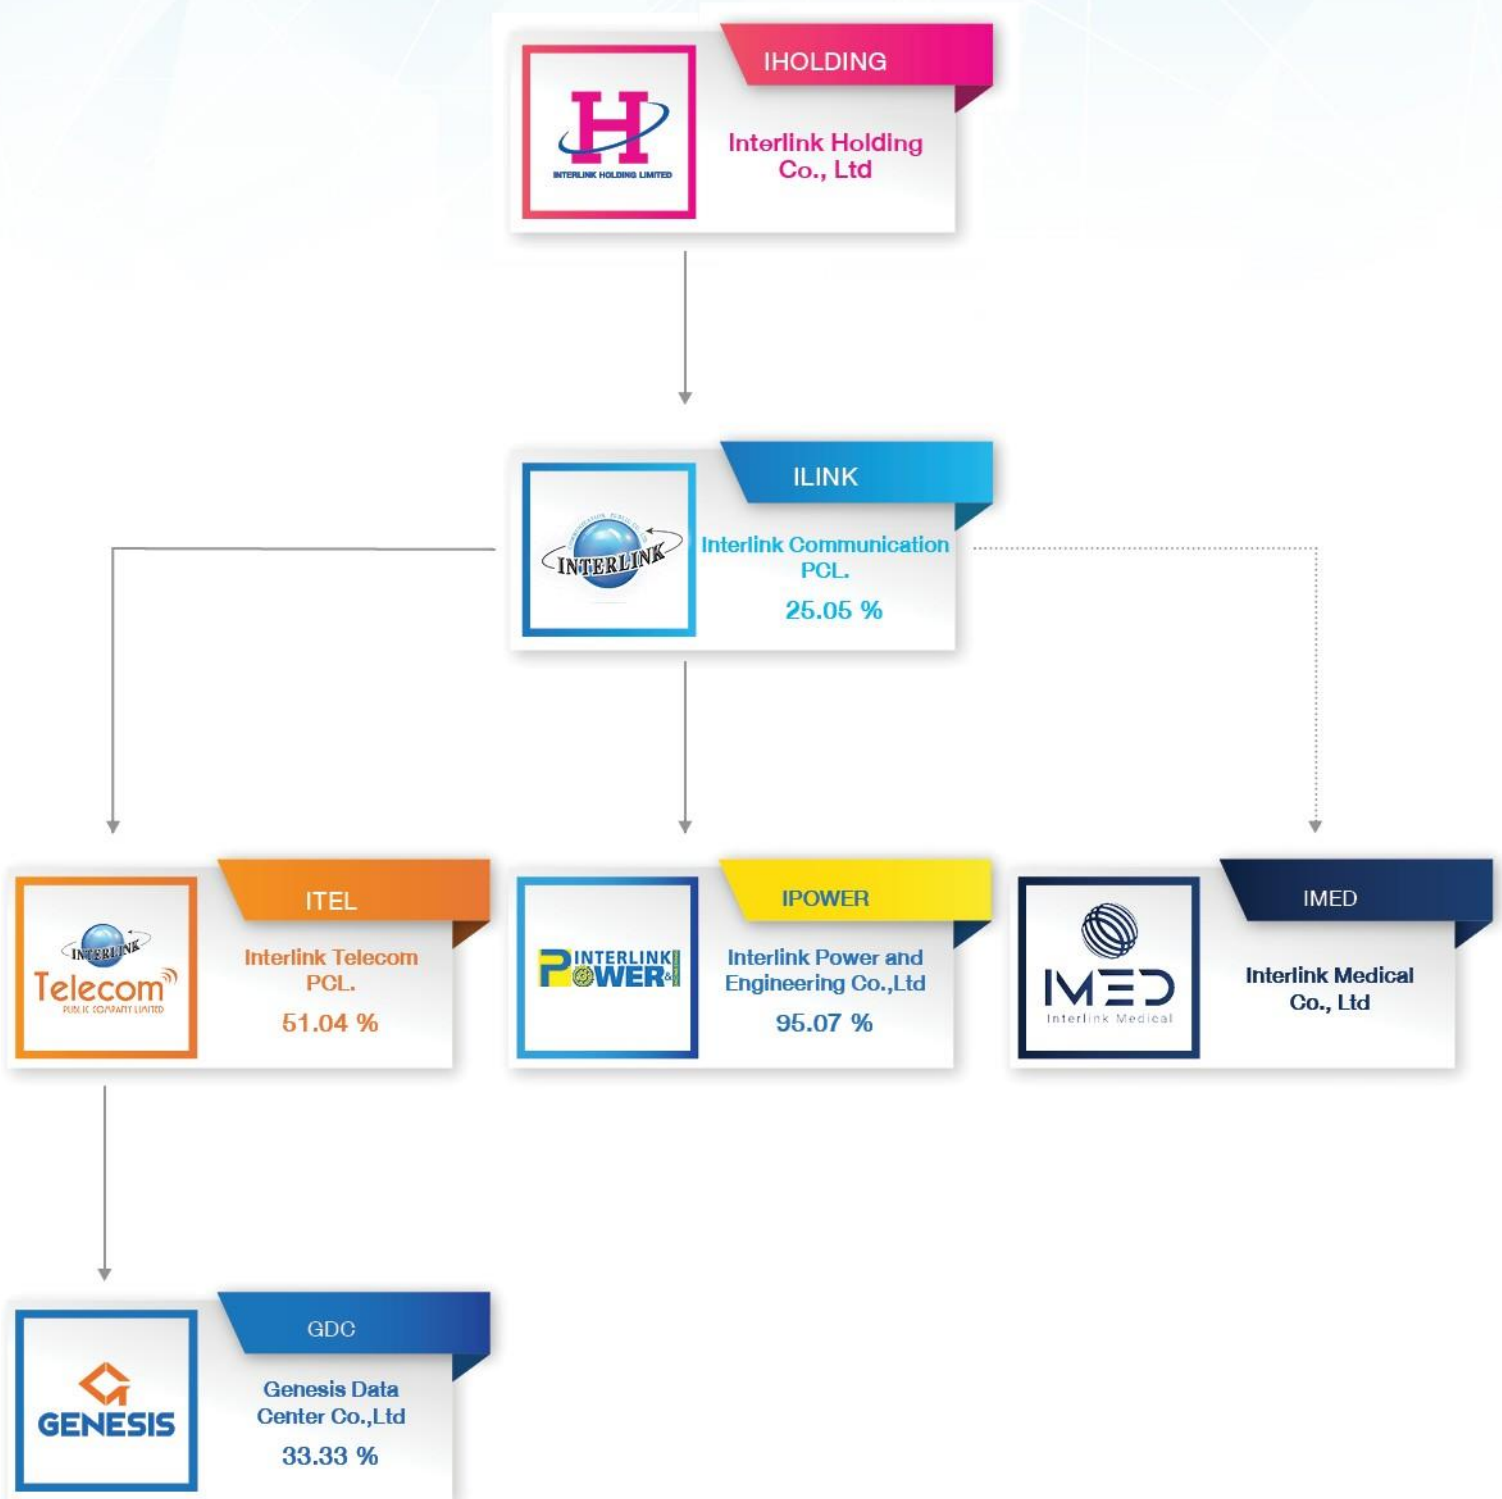 IHOLDING
H
INTERLINK HOLDING LIMITED
Interlink Holding
Co., Ltd
ILINK
INTERLINK
Interlink Communication
PCL.
25.05 %
ITEL
INTERLINK
Telecom
PUBLIC COMPANY LIMITED
Interlink Telecom
PCL.
51.04 %
IPOWER
INTERLINK
POWER&
Interlink Power and
Engineering Co.,Ltd
95.07 %
IMED
IMED
Interlink Medical
Interlink Medical
Co., Ltd
GDC
GENESIS
Genesis Data
Center Co.,Ltd
33.33 %